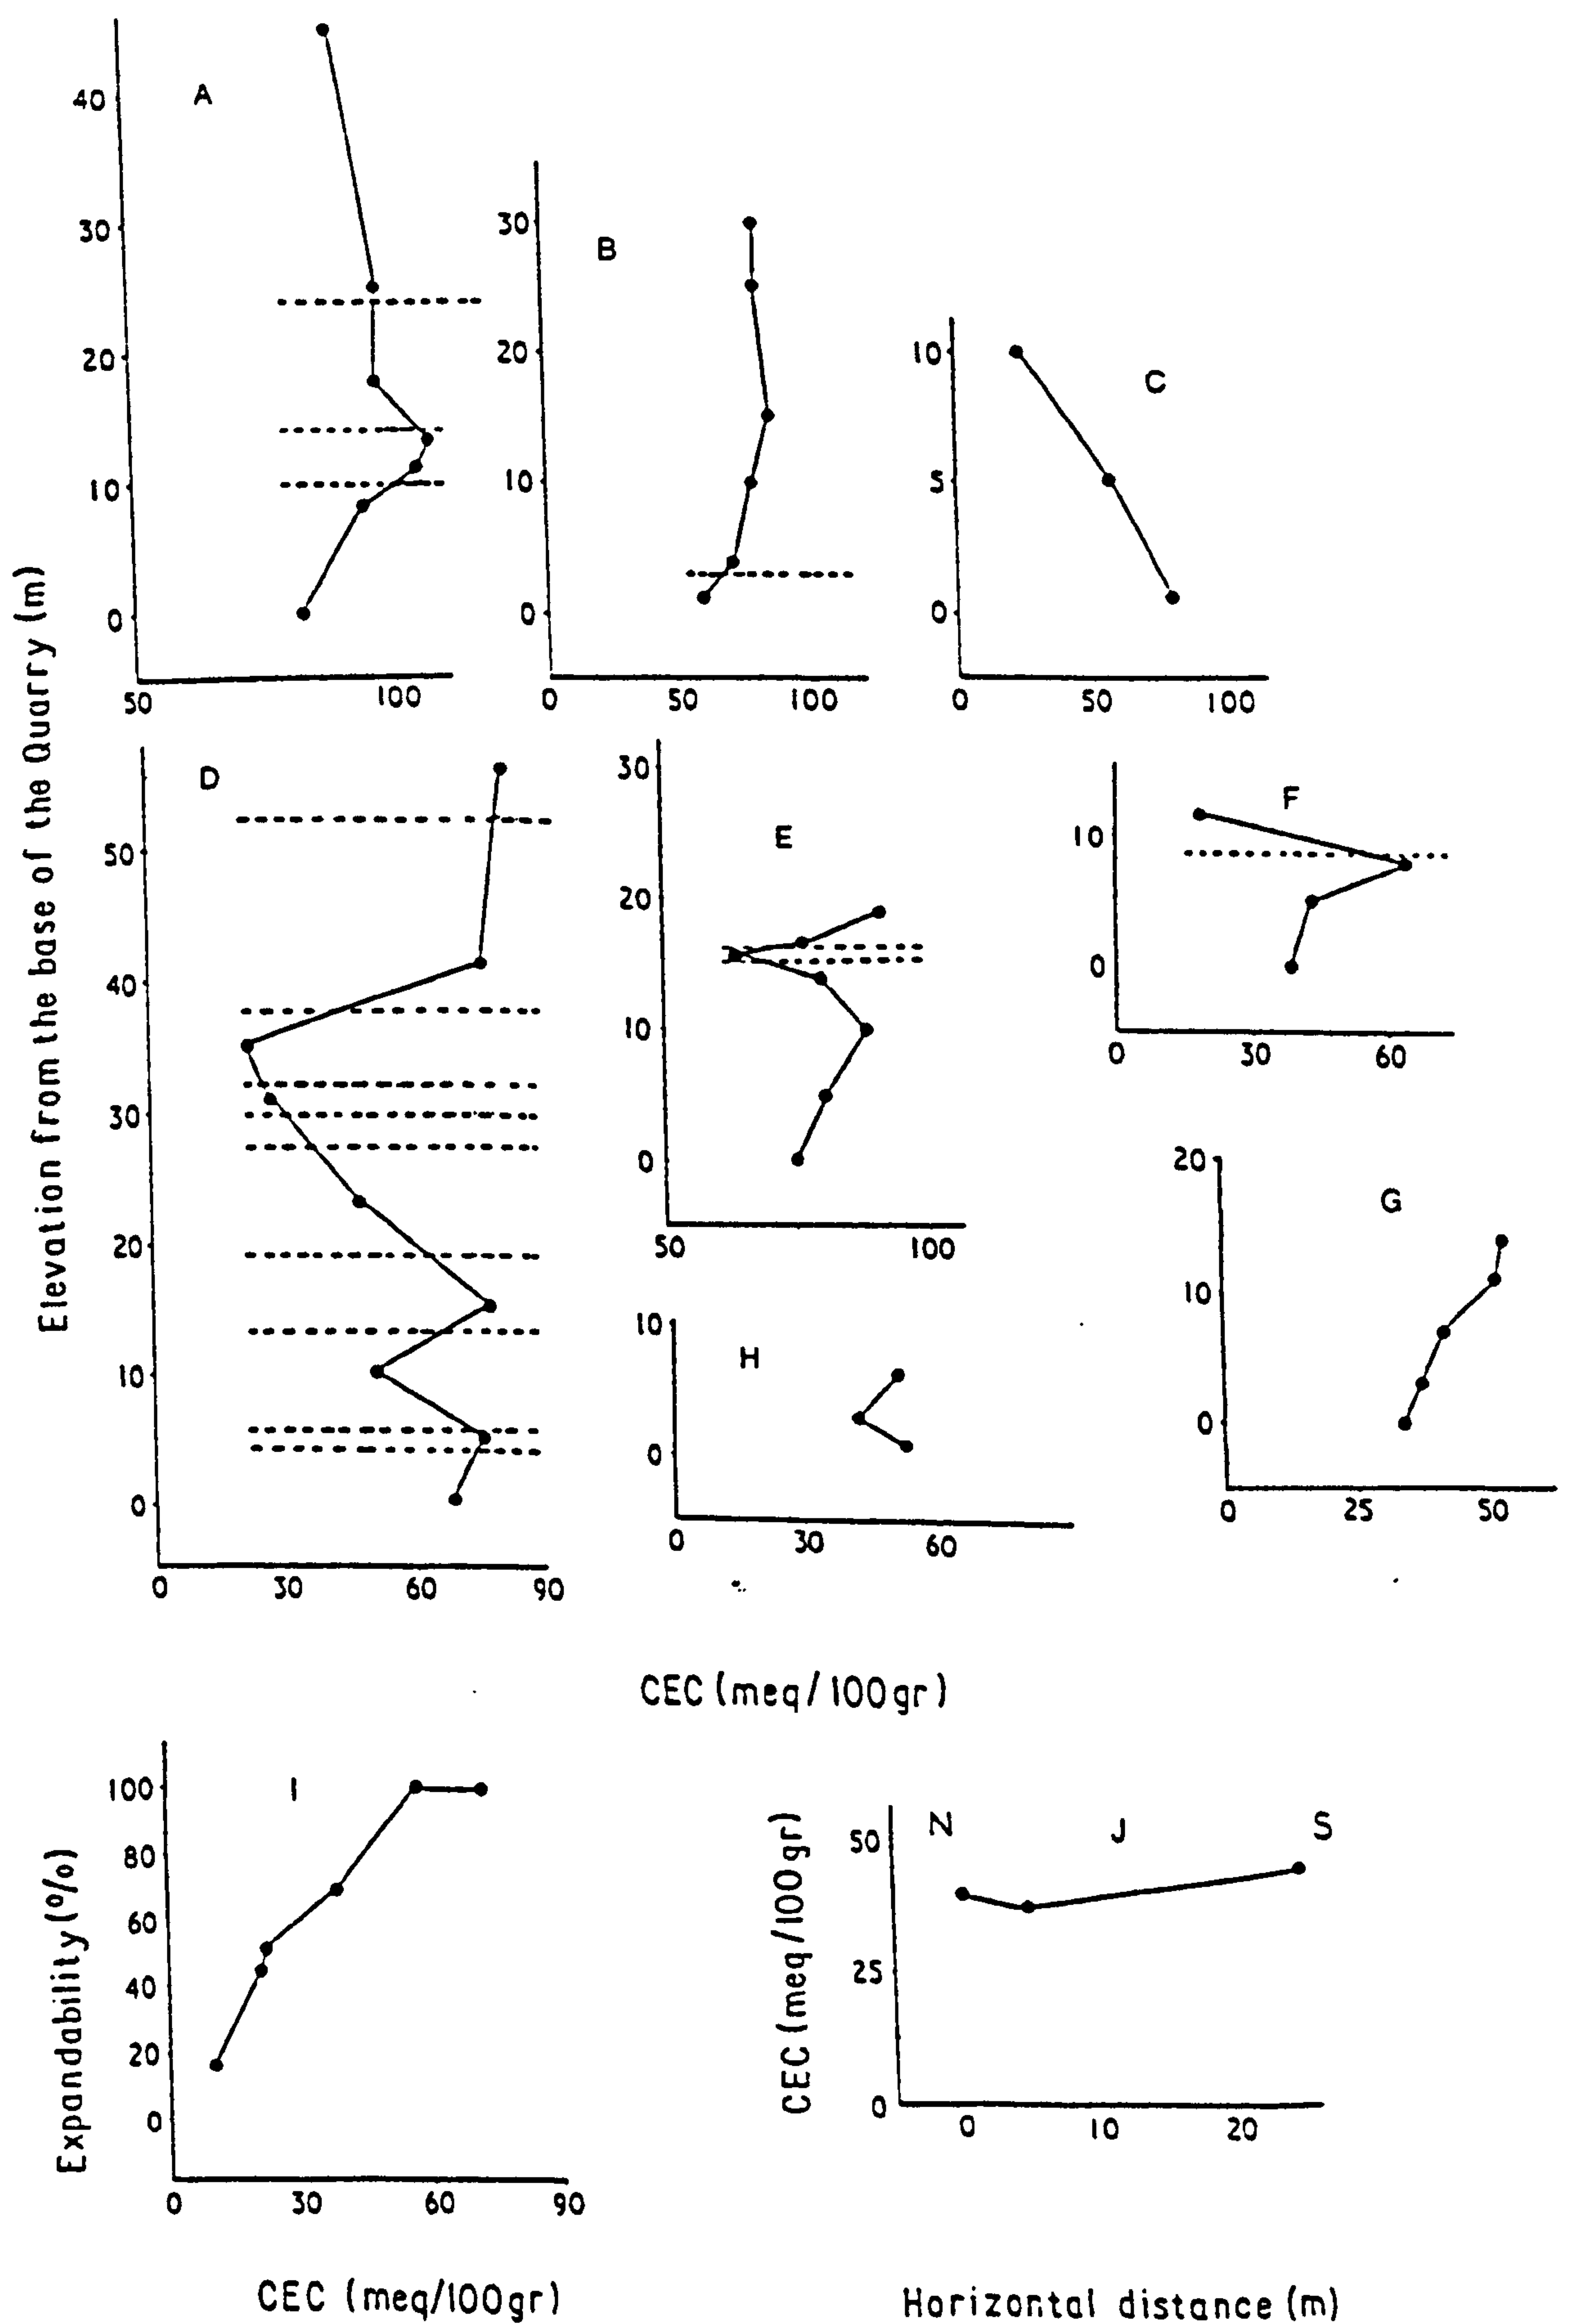 A
40
30
20
10
0
50 100
B
30
20
10
0
0 50 100
C
10
5
0
0 50 100
Elevation from the base of the Quarry (m)
D
50
40
30
20
10
0
0 30 60 90
E
30
20
10
0
50 100
F
10
0
0 30 60
G
20
10
0
0 25 50
H
10
0
0 30 60
CEC (meq/100gr)
I
100
80
60
40
20
0
Expandability (%)
0 30 60 90
CEC (meq/100gr)
N J S
50
25
0
CEC (meq/100gr)
0 10 20
Horizontal distance (m)